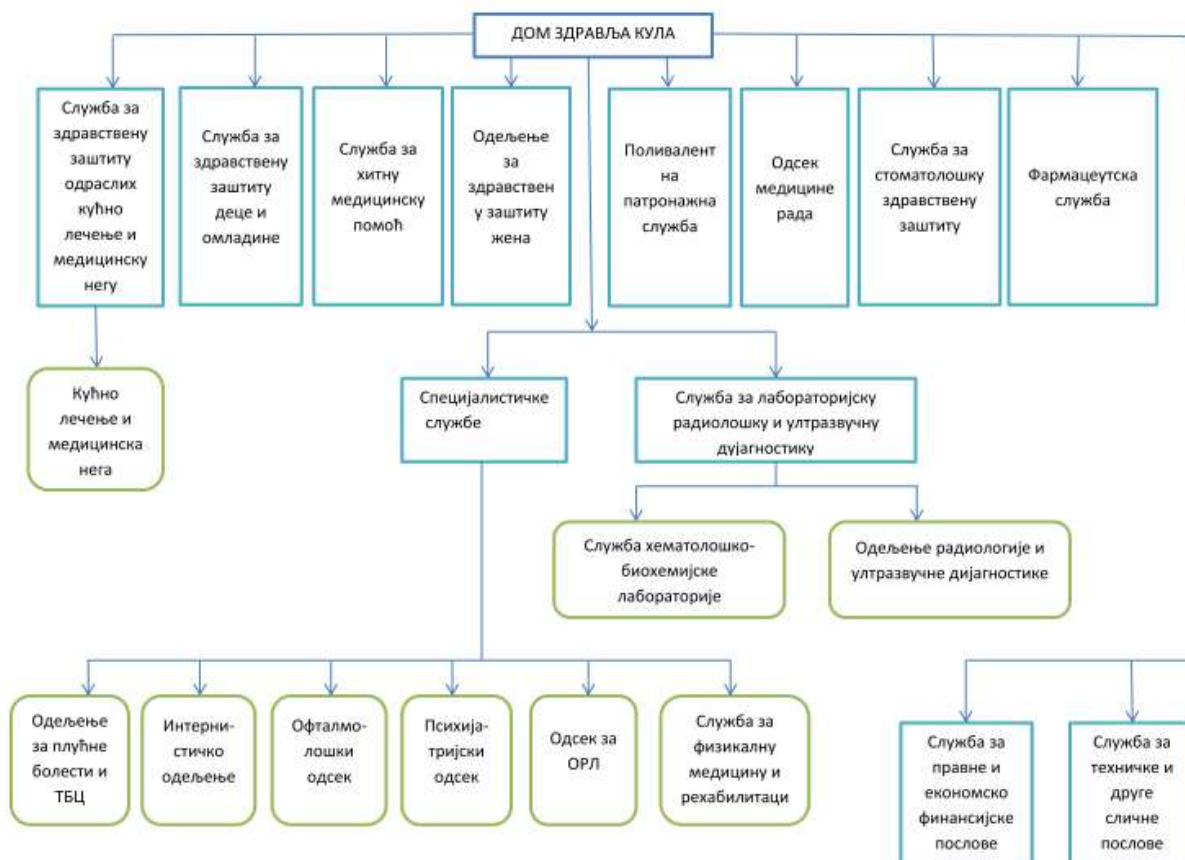 ДОМ ЗДРАВЉА КУЛА
Служба за
здравствену
заштиту
одраслих
кућно
лечење и
медицинску
негу
Служба за
здравствену
заштиту
деце и
омладине
Служба за
хитну
медицинску
помоћ
Одељење
за
здравствен
у заштиту
жена
Поливалент
на
патронажна
служба
Одсек
медицине
рада
Служба за
стоматолошку
здравствену
заштиту
Фармацеутска
служба
Кућно
лечење и
медицинска
нега
Специјалистичке
службе
Служба за лабораторијску
радиолошку и ултразвучну
дујагностику
Служба хематолошко-
биохемијске
лабораторије
Одељење радиологије и
ултразвучне дијагностике
Одељење
за плућне
болести и
ТБЦ
Интерни-
стичко
одељење
Офталмо-
лошки
одсек
Психија-
тријски
одсек
Одсек за
ОРЛ
Служба за
физикалну
медицину и
рехабилитаци
Служба за
правне и
економско
финансијске
послове
Служба за
техничке и
друге
сличне
послове